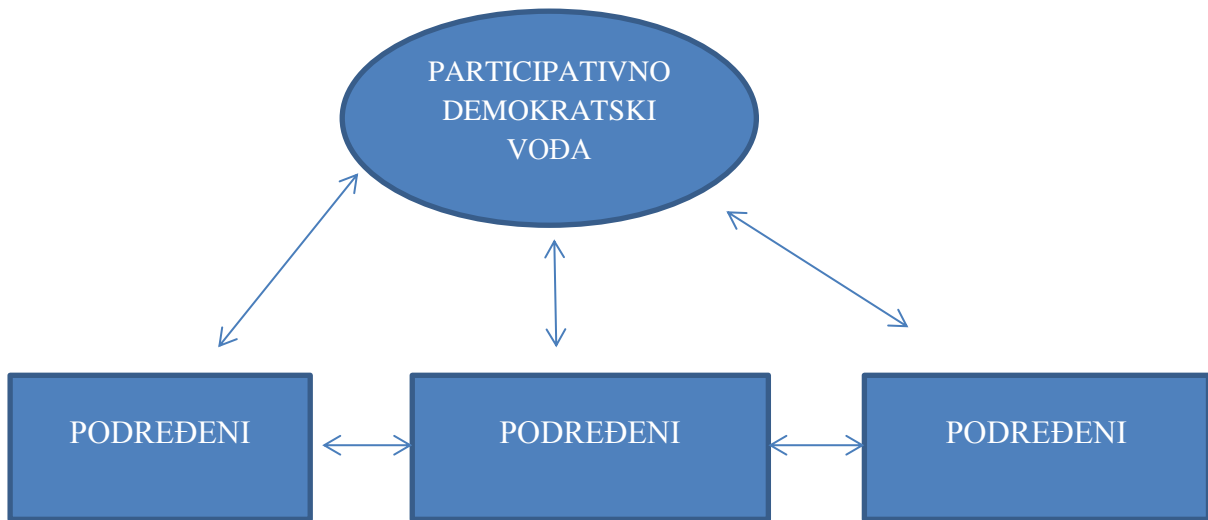 PARTICIPATIVNO
DEMOKRATSKI
VOĐA
PODREĐENI
PODREĐENI
PODREĐENI